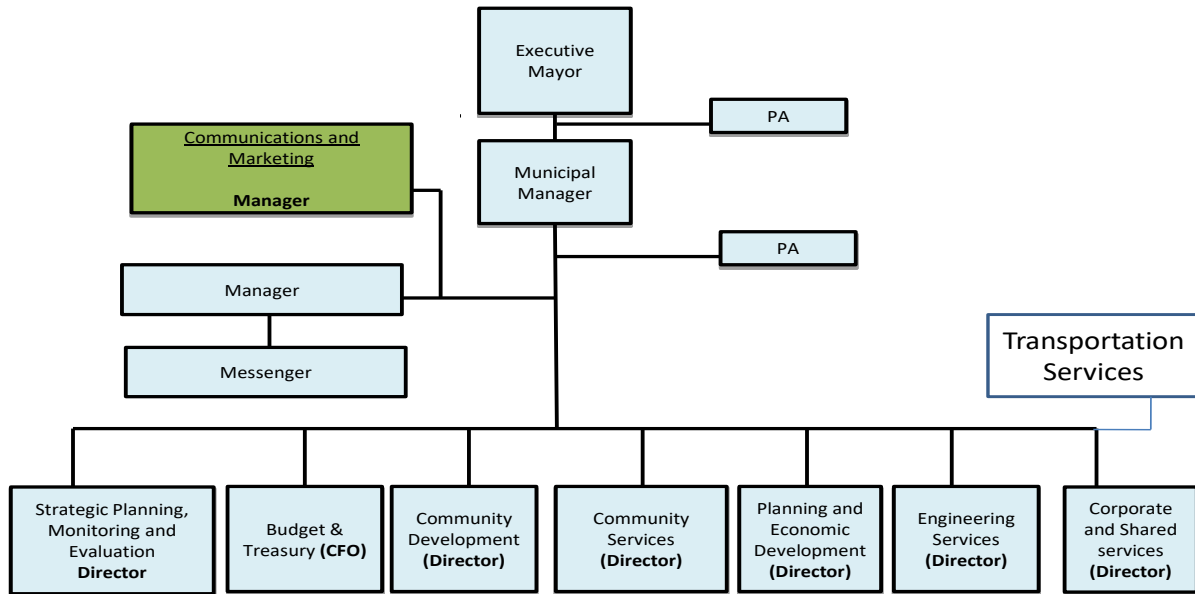 Executive
Mayor
PA
Communications and
Marketing
Manager
Municipal
Manager
PA
Manager
Messenger
Transportation
Services
Strategic Planning,
Monitoring and
Evaluation
Director
Budget &
Treasury (CFO)
Community
Development
(Director)
Community
Services
(Director)
Planning and
Economic
Development
(Director)
Engineering
Services
(Director)
Corporate
and Shared
services
(Director)